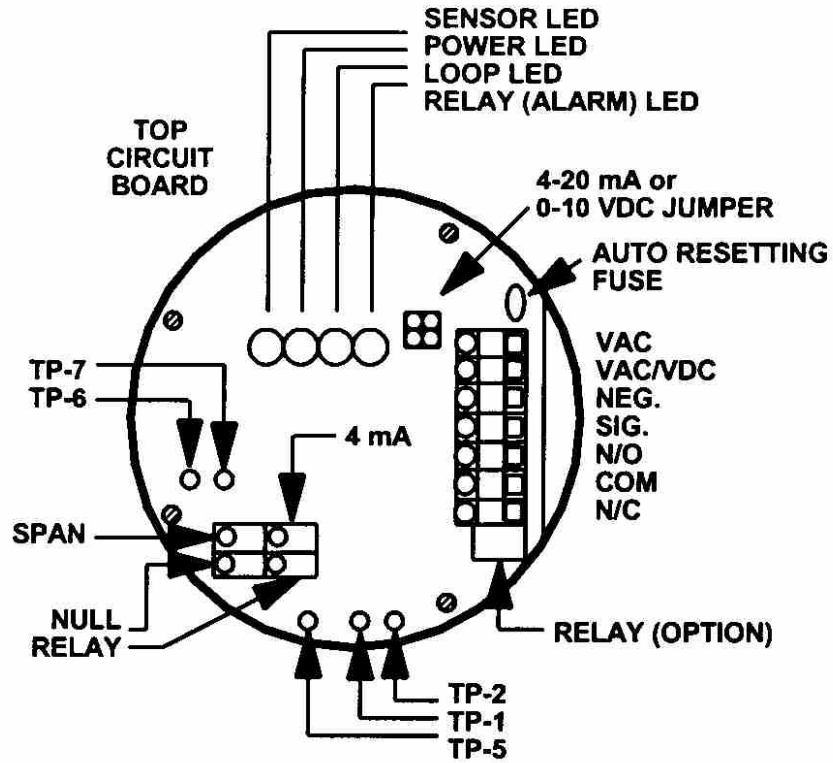 SENSOR LED
POWER LED
LOOP LED
RELAY (ALARM) LED
TOP
CIRCUIT
BOARD
4-20 mA or
0-10 VDC JUMPER
AUTO RESETTING
FUSE
VAC
VAC/VDC
NEG.
SIG.
N/O
COM
N/C
TP-7
TP-6
4 mA
SPAN
NULL
RELAY
RELAY (OPTION)
TP-2
TP-1
TP-5